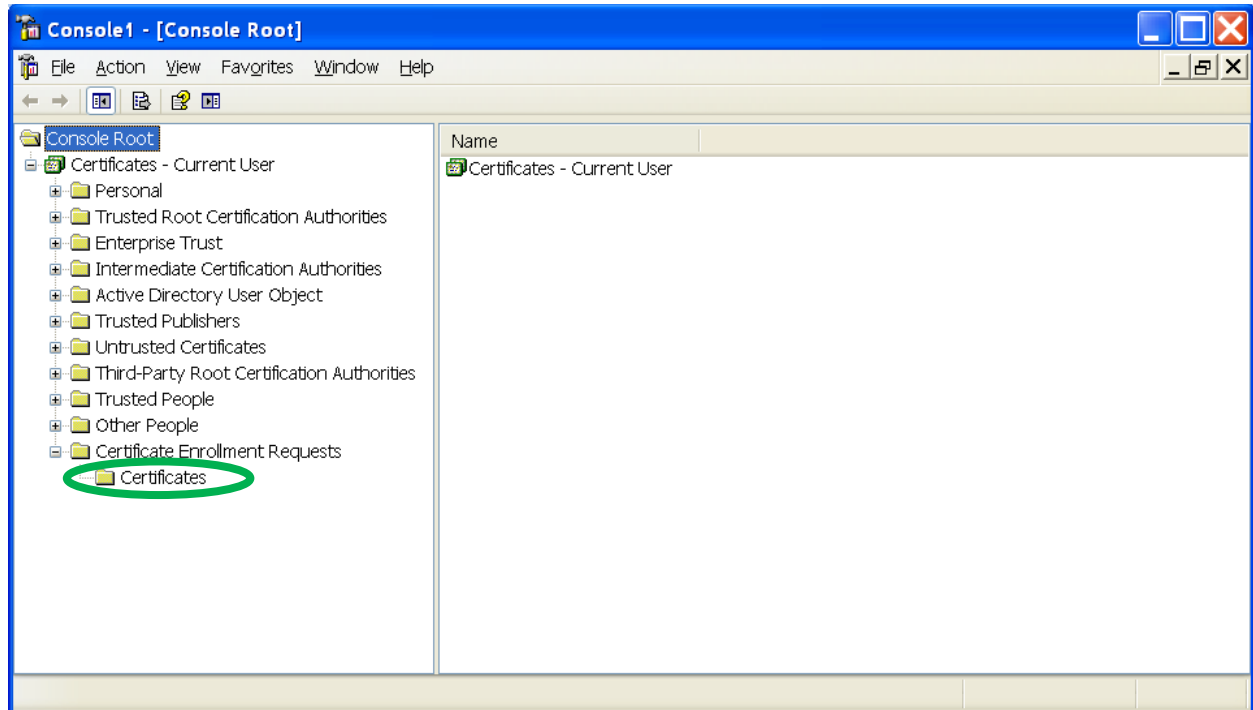 Console1 - [Console Root]
File Action View Favorites Window Help
Console Root
Certificates - Current User
Personal
Trusted Root Certification Authorities
Enterprise Trust
Intermediate Certification Authorities
Active Directory User Object
Trusted Publishers
Untrusted Certificates
Third-Party Root Certification Authorities
Trusted People
Other People
Certificate Enrollment Requests
Certificates
Name
Certificates - Current User